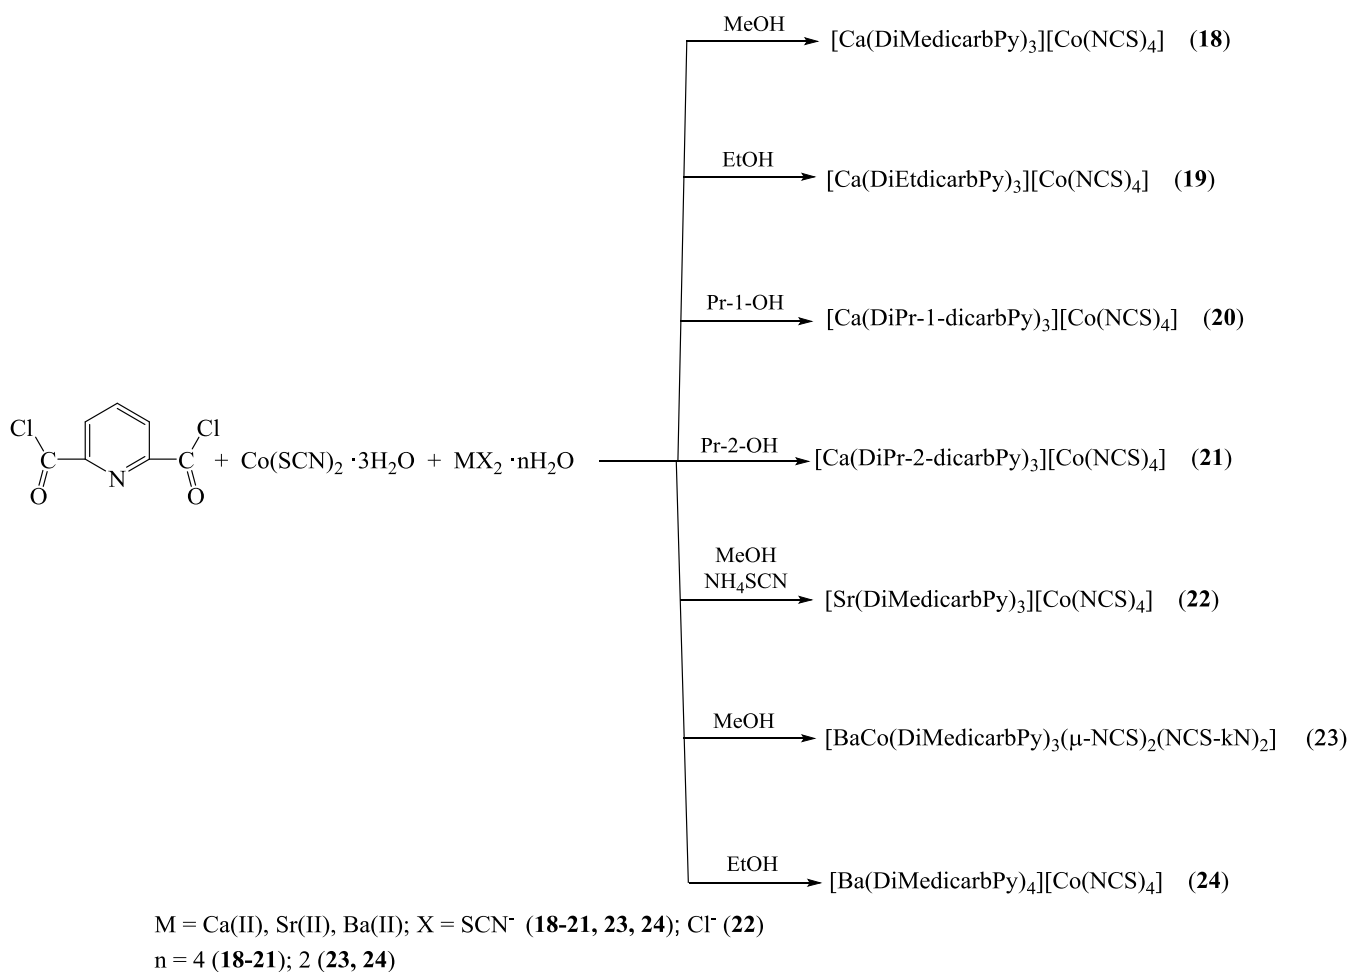 MeOH
[Ca(DiMedicarbPy)₃][Co(NCS)₄] (18)
EtOH
[Ca(DiEtdicarbPy)₃][Co(NCS)₄] (19)
Pr-1-OH
[Ca(DiPr-1-dicarbPy)₃][Co(NCS)₄] (20)
Cl Cl
C C
O N O
+ Co(SCN)₂ ·3H₂O + MX₂ ·nH₂O
Pr-2-OH
[Ca(DiPr-2-dicarbPy)₃][Co(NCS)₄] (21)
MeOH
NH₄SCN
[Sr(DiMedicarbPy)₃][Co(NCS)₄] (22)
MeOH
[BaCo(DiMedicarbPy)₃(μ-NCS)₂(NCS-kN)₂] (23)
EtOH
[Ba(DiMedicarbPy)₄][Co(NCS)₄] (24)
M = Ca(II), Sr(II), Ba(II); X = SCN⁻ (18-21, 23, 24); Cl⁻ (22)
n = 4 (18-21); 2 (23, 24)